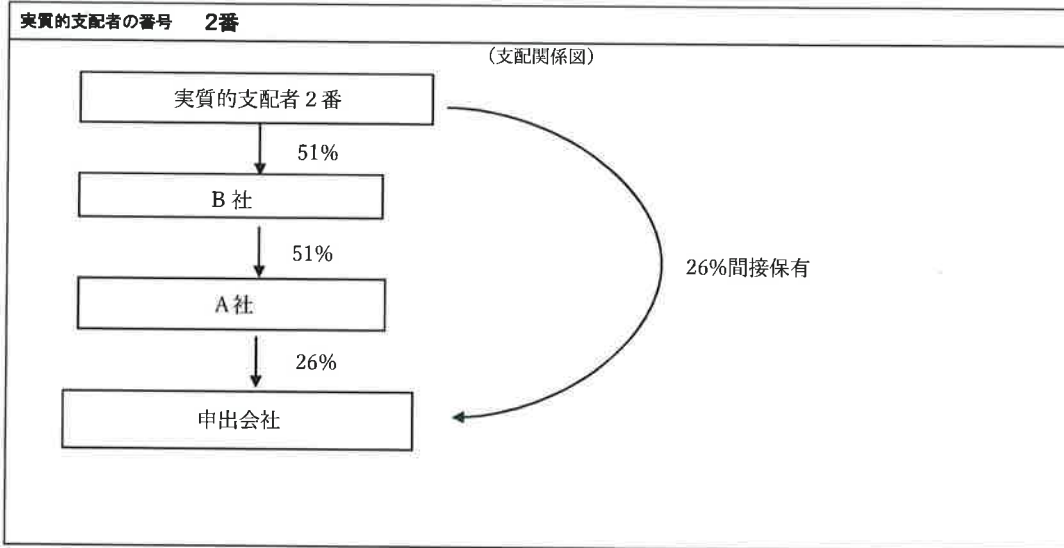 実質的支配者の番号 2番
(支配関係図)
実質的支配者2番
51%
B社
51%
A社
26%
申出会社
26%間接保有